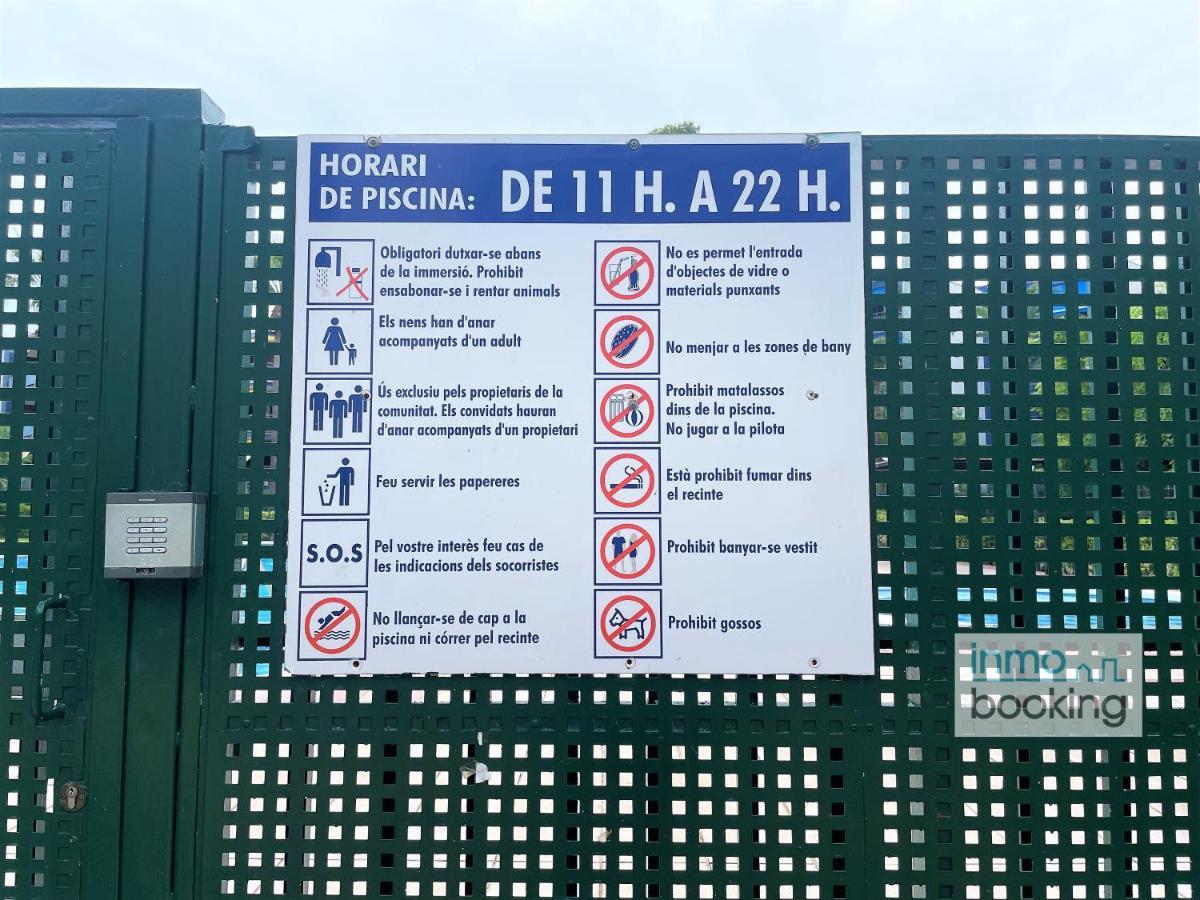 HORARI
DE PISCINA: DE 11 H. A 22 H.
Obligatori dutxar-se abans
de la immersió. Prohibit
ensabonar-se i rentar animals
Els nens han d'anar
acompanyats d'un adult
Ús exclusiu pels propietaris de la
comunitat. Els convidats hauran
d'anar acompanyats d'un propietari
Feu servir les papereres
S.O.S
Pel vostre interès feu cas de
les indicacions dels socorristes
No llançar-se de cap a la
piscina ni córrer pel recinte
No es permet l'entrada
d'objectes de vidre o
materials punxants
No menjar a les zones de bany
Prohibit matalassos
dins de la piscina.
No jugar a la pilota
Està prohibit fumar dins
el recinte
Prohibit banyar-se vestit
Prohibit gossos
inmo
booking